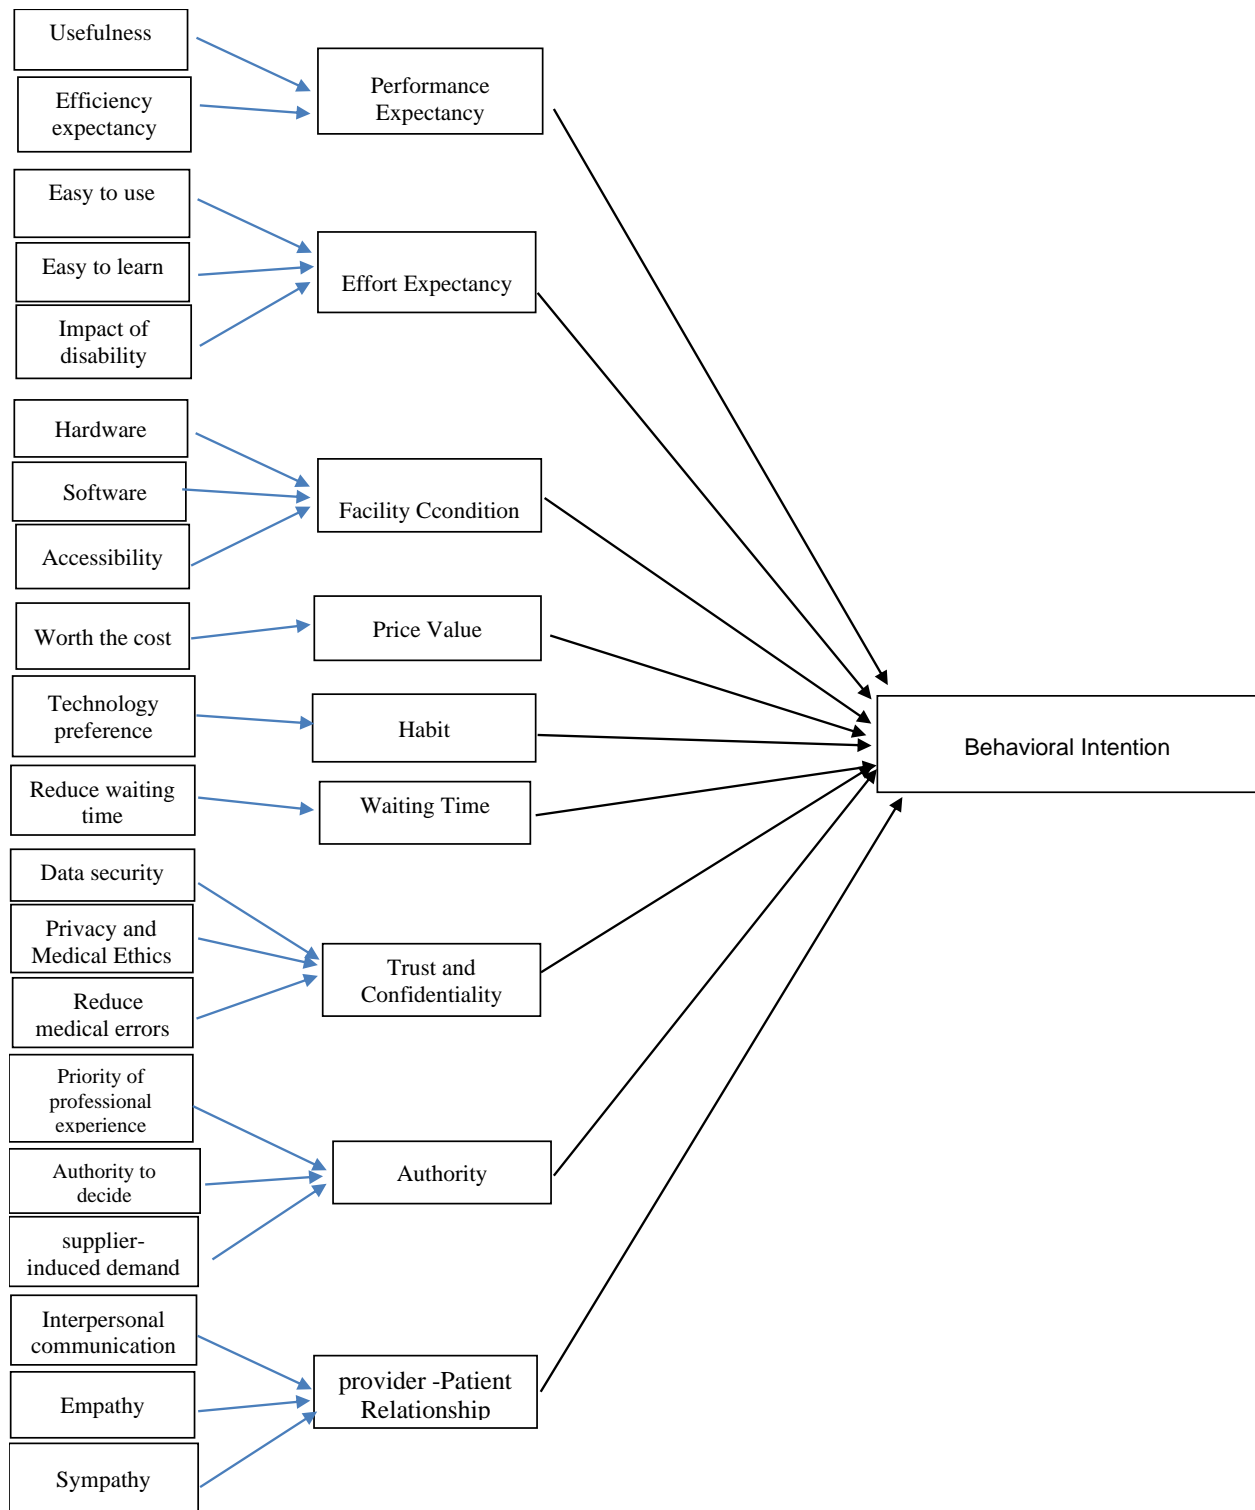 Usefulness
Efficiency
expectancy
Performance
Expectancy
Easy to use
Easy to learn
Impact of
disability
Effort Expectancy
Hardware
Software
Accessibility
Facility Ccondition
Worth the cost
Price Value
Technology
preference
Habit
Reduce waiting
time
Waiting Time
Data security
Privacy and
Medical Ethics
Reduce
medical errors
Trust and
Confidentiality
Priority of
professional
experience
Authority to
decide
supplier-
induced demand
Authority
Interpersonal
communication
Empathy
Sympathy
provider -Patient
Relationship
Behavioral Intention